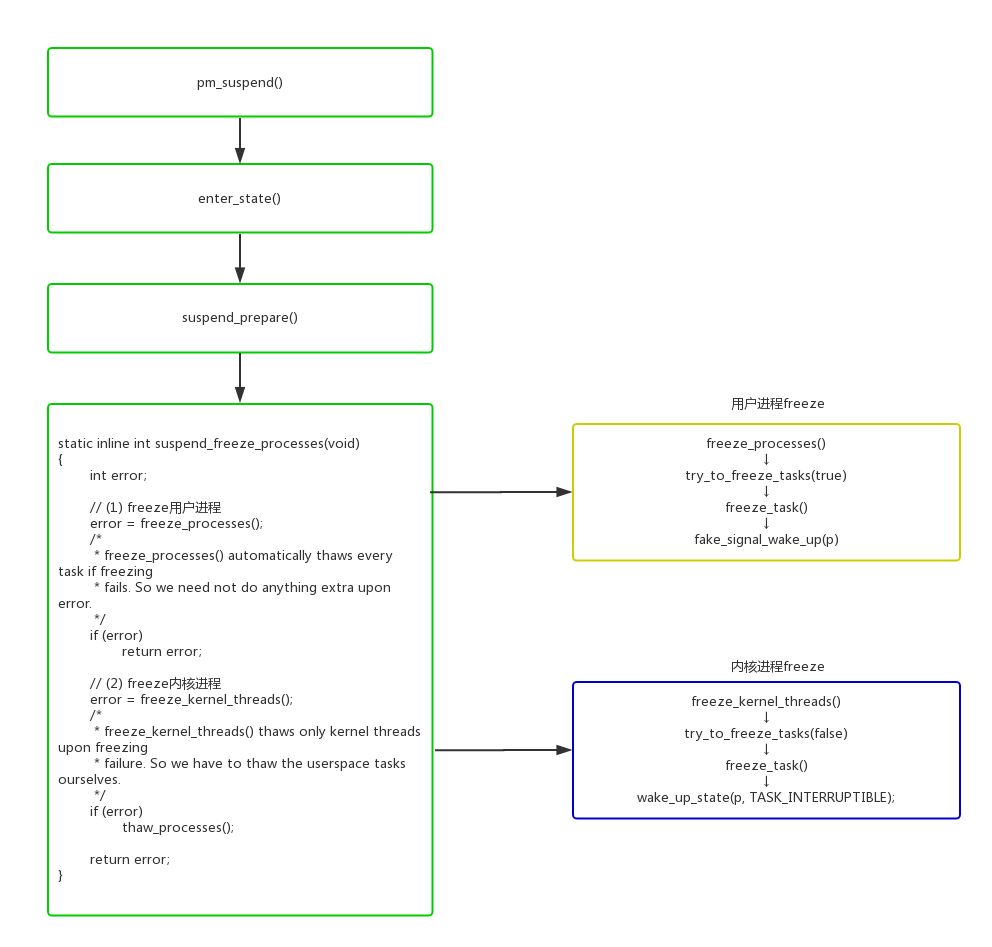 pm_suspend()
enter_state()
suspend_prepare()
static inline int suspend_freeze_processes(void)
{
int error;
// (1) freeze用户进程
error = freeze_processes();
/*
* freeze_processes() automatically thaws every
task if freezing
* fails. So we need not do anything extra upon
error.
*/
if (error)
return error;
// (2) freeze内核进程
error = freeze_kernel_threads();
/*
* freeze_kernel_threads() thaws only kernel threads
upon freezing
* failure. So we have to thaw the userspace tasks
ourselves.
*/
if (error)
thaw_processes();
return error;
}
用户进程freeze
freeze_processes()
↓
try_to_freeze_tasks(true)
↓
freeze_task()
↓
fake_signal_wake_up(p)
内核进程freeze
freeze_kernel_threads()
↓
try_to_freeze_tasks(false)
↓
freeze_task()
↓
wake_up_state(p, TASK_INTERRUPTIBLE);